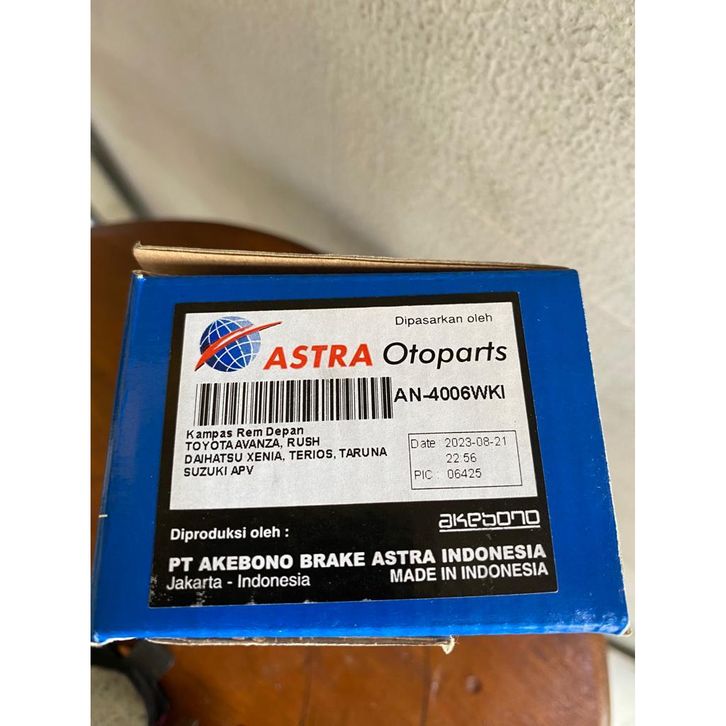 Dipasarkan oleh
ASTRA Otoparts
AN-4006WKI
Kampas Rem Depan
TOYOTA AVANZA, RUSH
DAIHATSU XENIA, TERIOS, TARUNA
SUZUKI APV
Date : 2023-08-21
22:56
PIC : 06425
akebono
Diproduksi oleh :
PT AKEBONO BRAKE ASTRA INDONESIA
Jakarta - Indonesia MADE IN INDONESIA